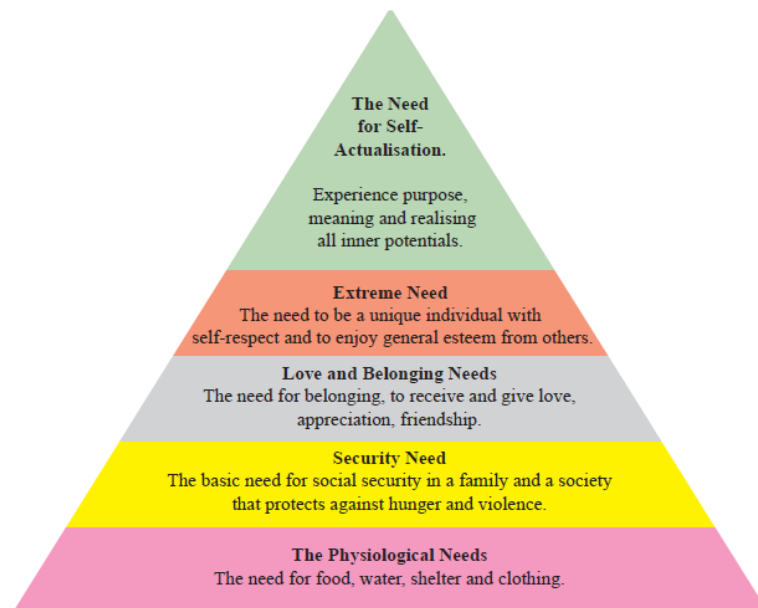 The Need
for Self-
Actualisation.
Experience purpose,
meaning and realising
all inner potentials.
Extreme Need
The need to be a unique individual with
self-respect and to enjoy general esteem from others.
Love and Belonging Needs
The need for belonging, to receive and give love,
appreciation, friendship.
Security Need
The basic need for social security in a family and a society
that protects against hunger and violence.
The Physiological Needs
The need for food, water, shelter and clothing.